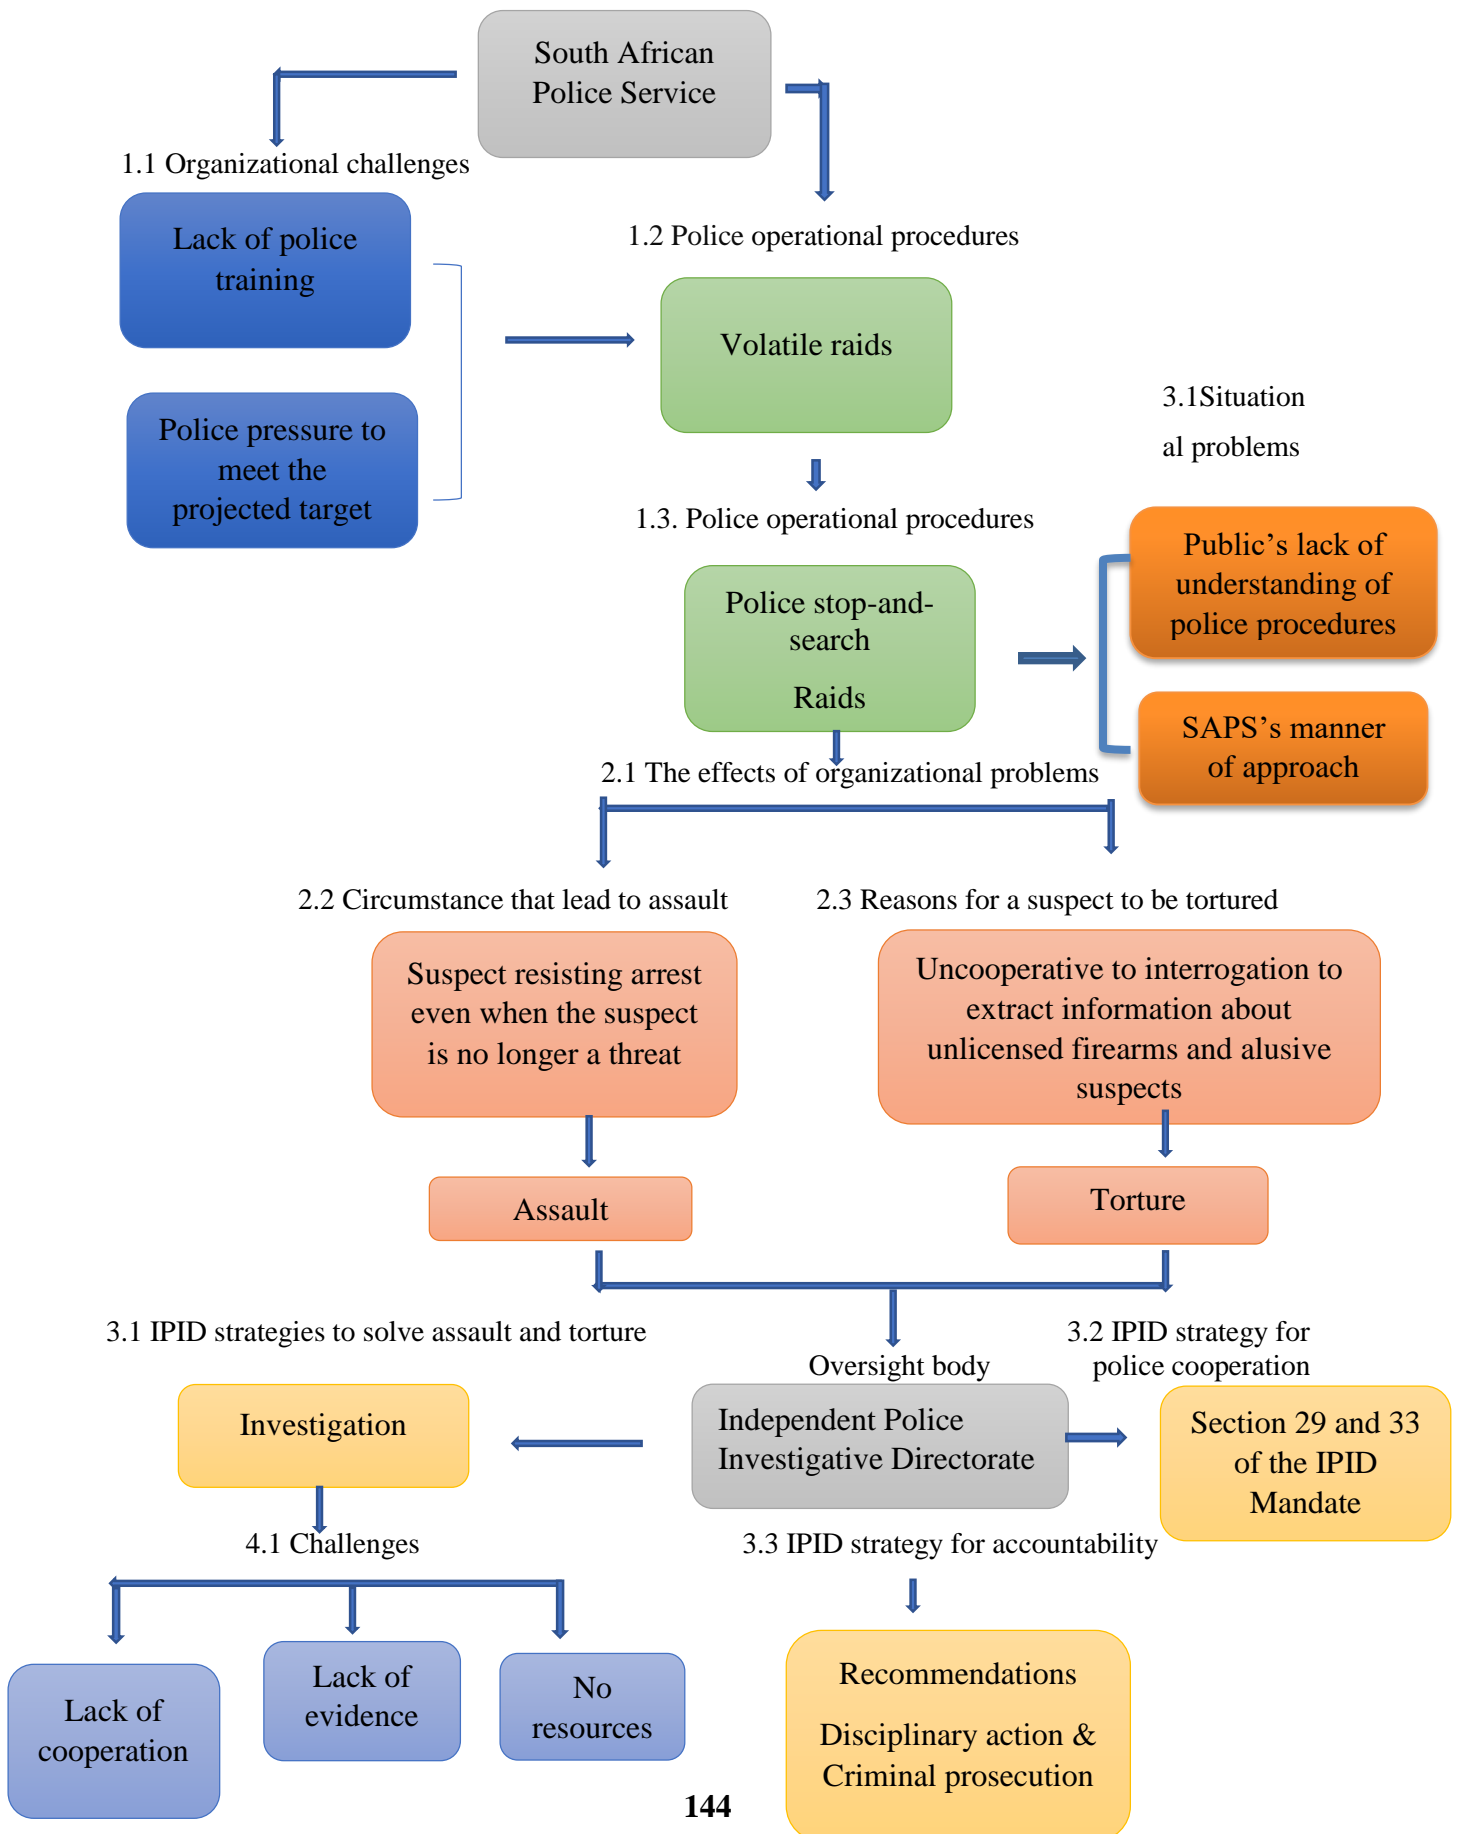 South African
Police Service
1.1 Organizational challenges
Lack of police
training
1.2 Police operational procedures
Volatile raids
Police pressure to
meet the
projected target
3.1Situation
al problems
1.3. Police operational procedures
Public’s lack of
understanding of
police procedures
Police stop-and-
search
Raids
SAPS’s manner
of approach
2.1 The effects of organizational problems
2.2 Circumstance that lead to assault
2.3 Reasons for a suspect to be tortured
Suspect resisting arrest
even when the suspect
is no longer a threat
Uncooperative to interrogation to
extract information about
unlicensed firearms and alusive
suspects
Assault
Torture
3.1 IPID strategies to solve assault and torture
3.2 IPID strategy for
police cooperation
Oversight body
Investigation
Independent Police
Investigative Directorate
Section 29 and 33
of the IPID
Mandate
4.1 Challenges
3.3 IPID strategy for accountability
Lack of
cooperation
Lack of
evidence
No
resources
Recommendations
Disciplinary action &
Criminal prosecution
144